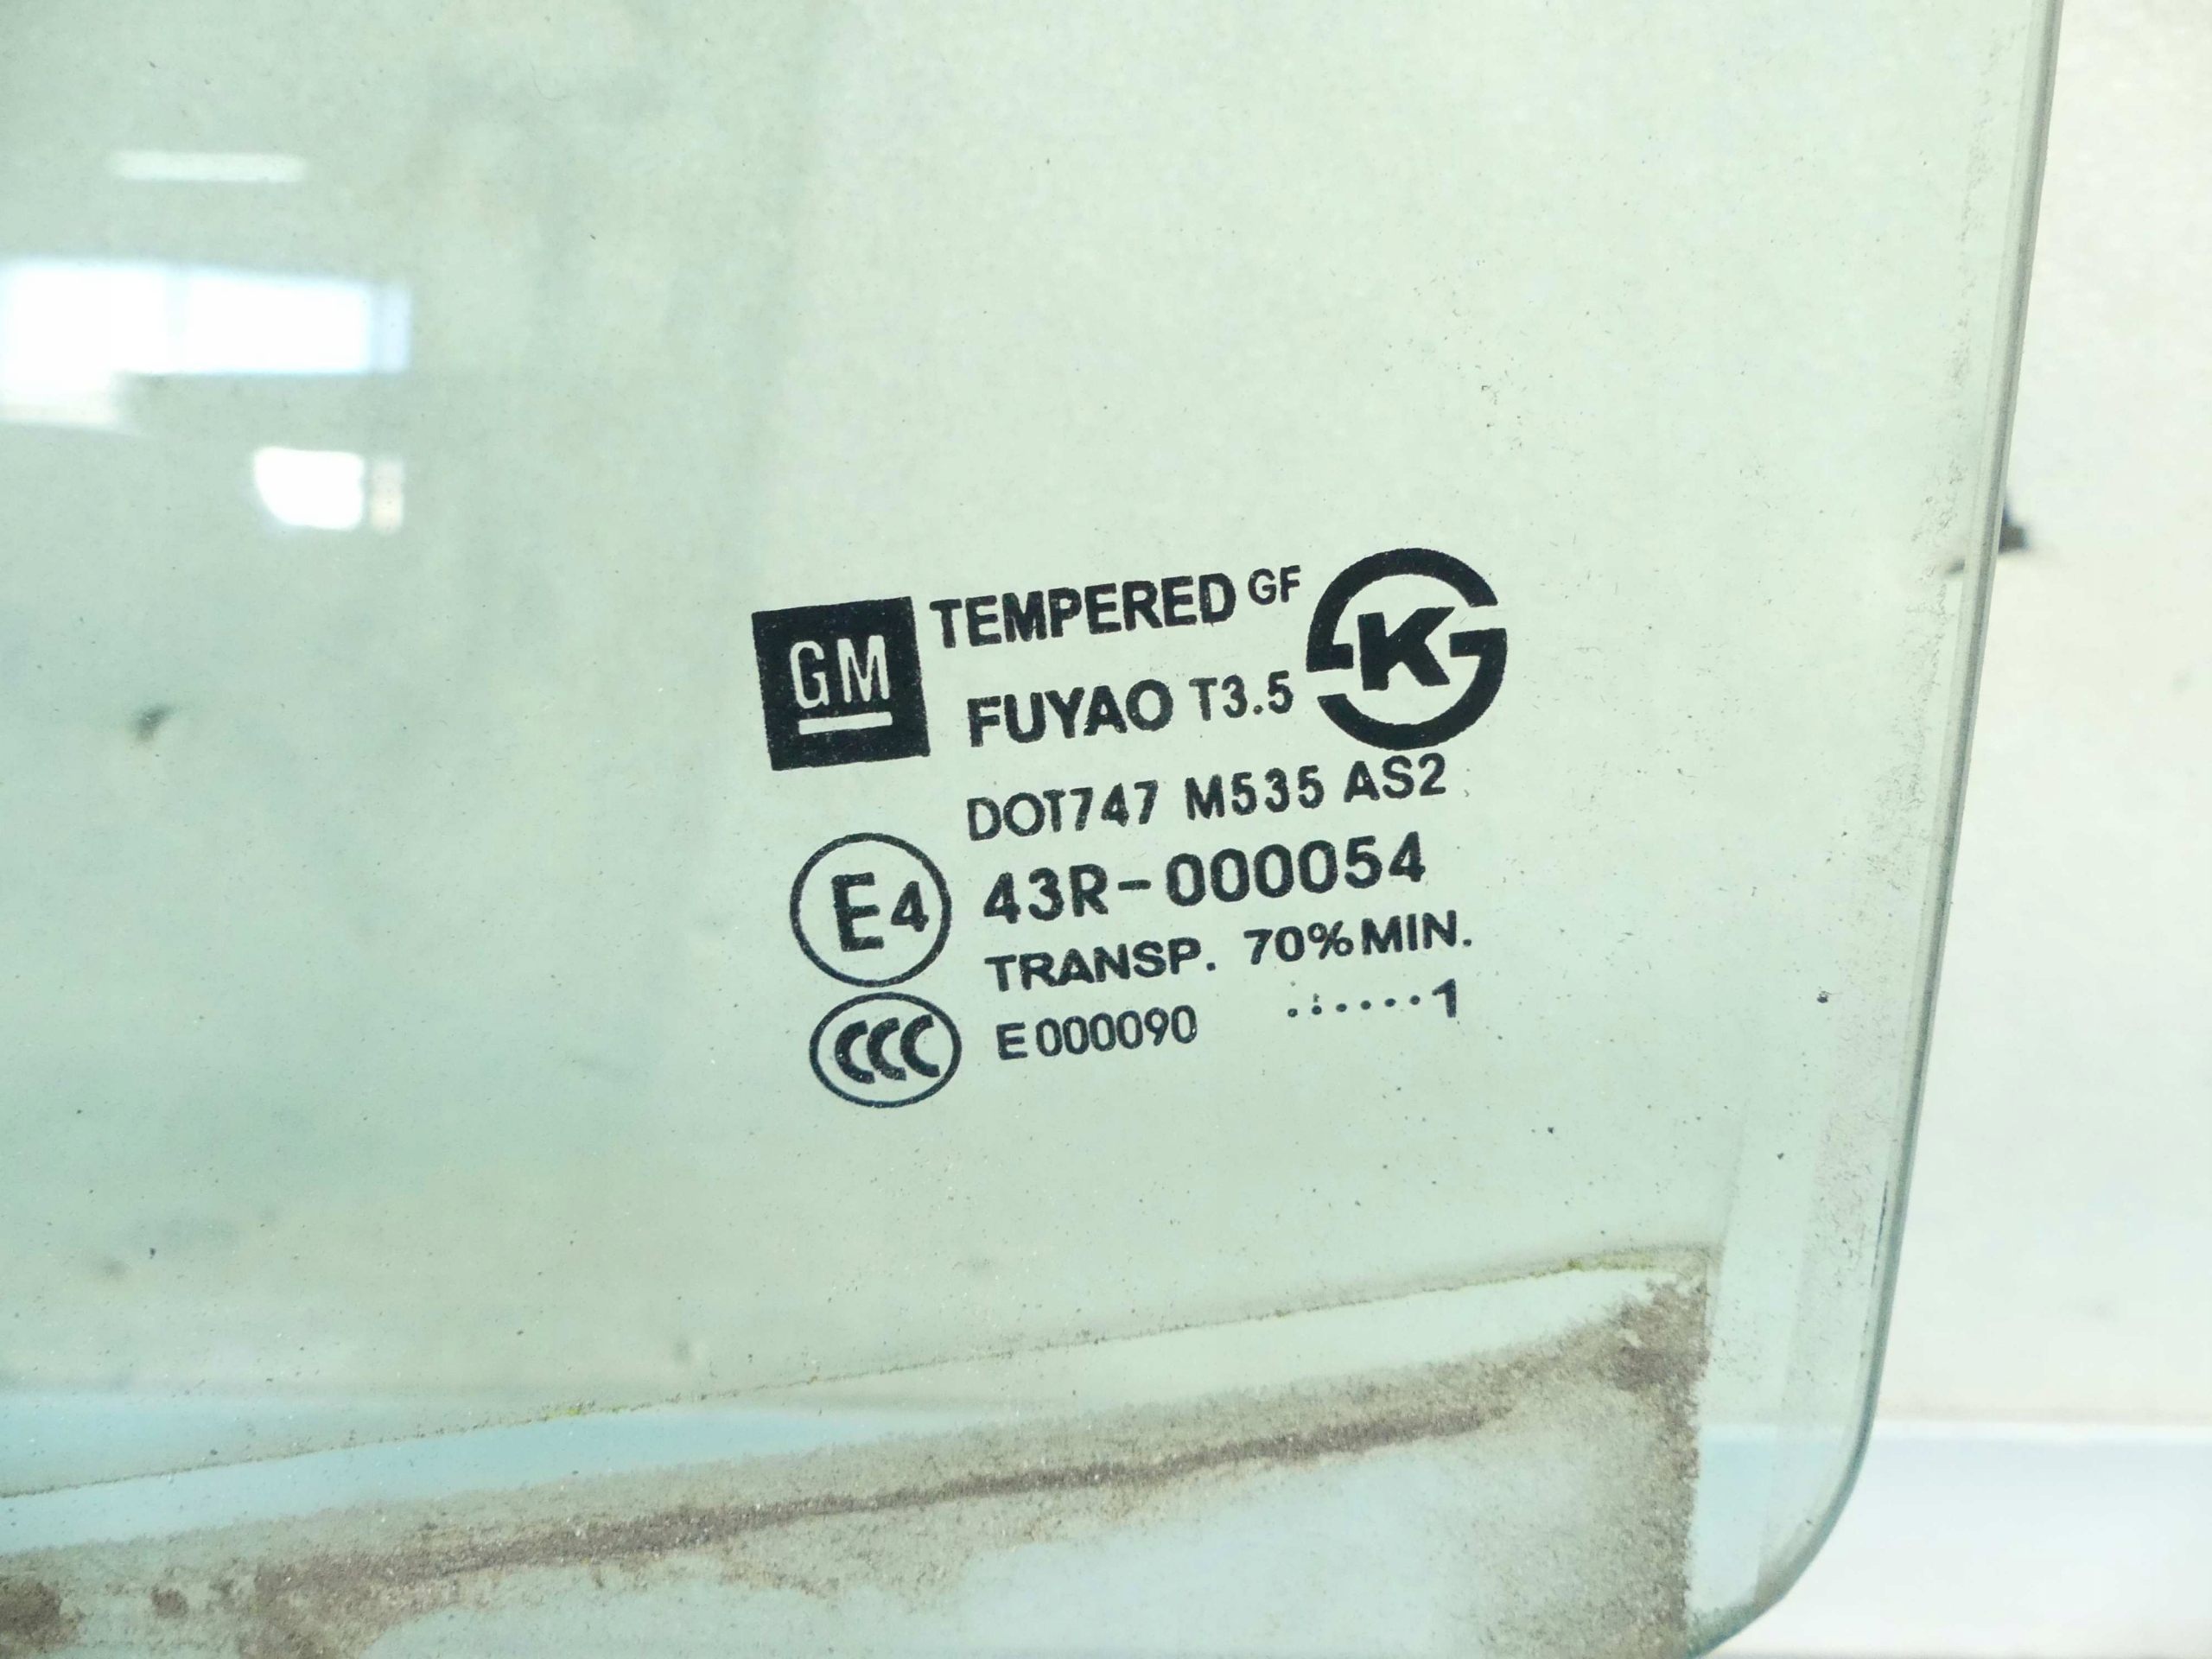 GM
TEMPERED GF
K
FUYAO T3.5
DOT747 M535 AS2
E4
43R-000054
TRANSP. 70%MIN.
CCC
E000090 .......1